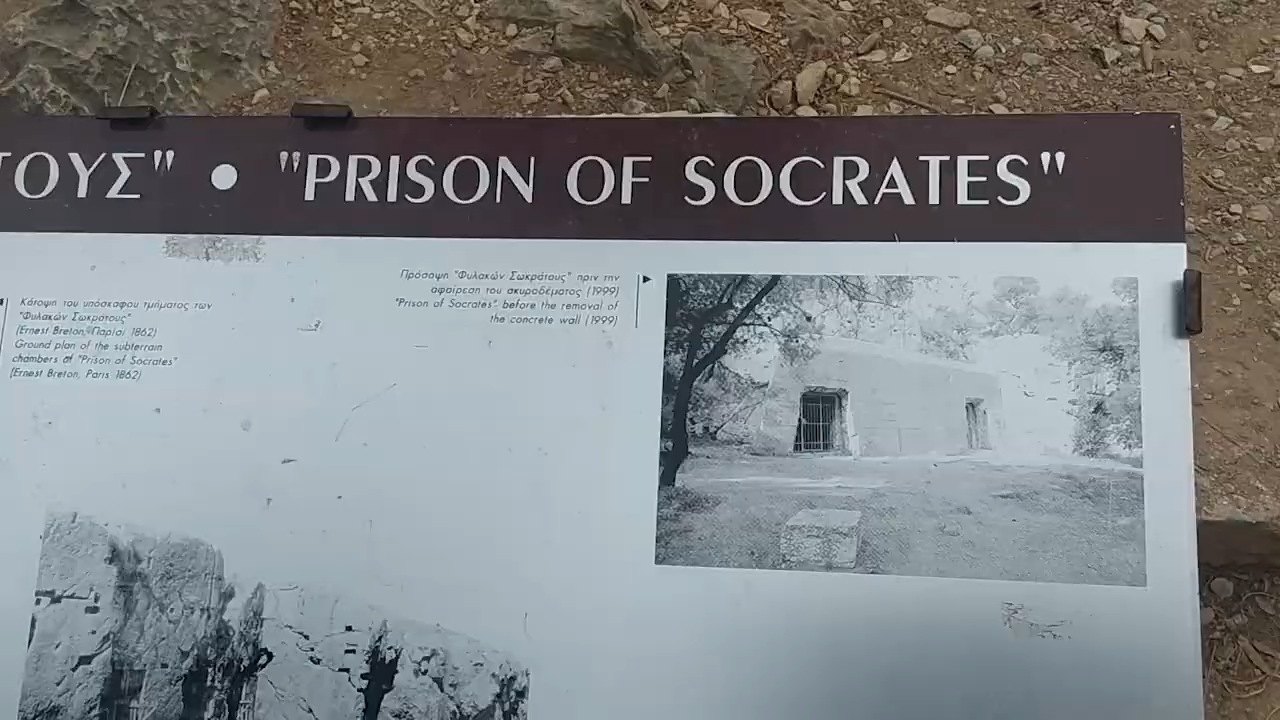 ΤΟΥΣ" • "PRISON OF SOCRATES"
Κάτοψη του υπόσκαφου τμήματος των
"Φυλακών Σωκράτους"
(Ernest Breton, Παρίσι 1862)
Ground plan of the subterrain
chambers of "Prison of Socrates"
(Ernest Breton, Paris 1862)
Πρόσοψη "Φυλακών Σωκράτους" πριν την
αφαίρεση του σκυροδέματος (1999)
"Prison of Socrates" before the removal of
the concrete wall (1999)